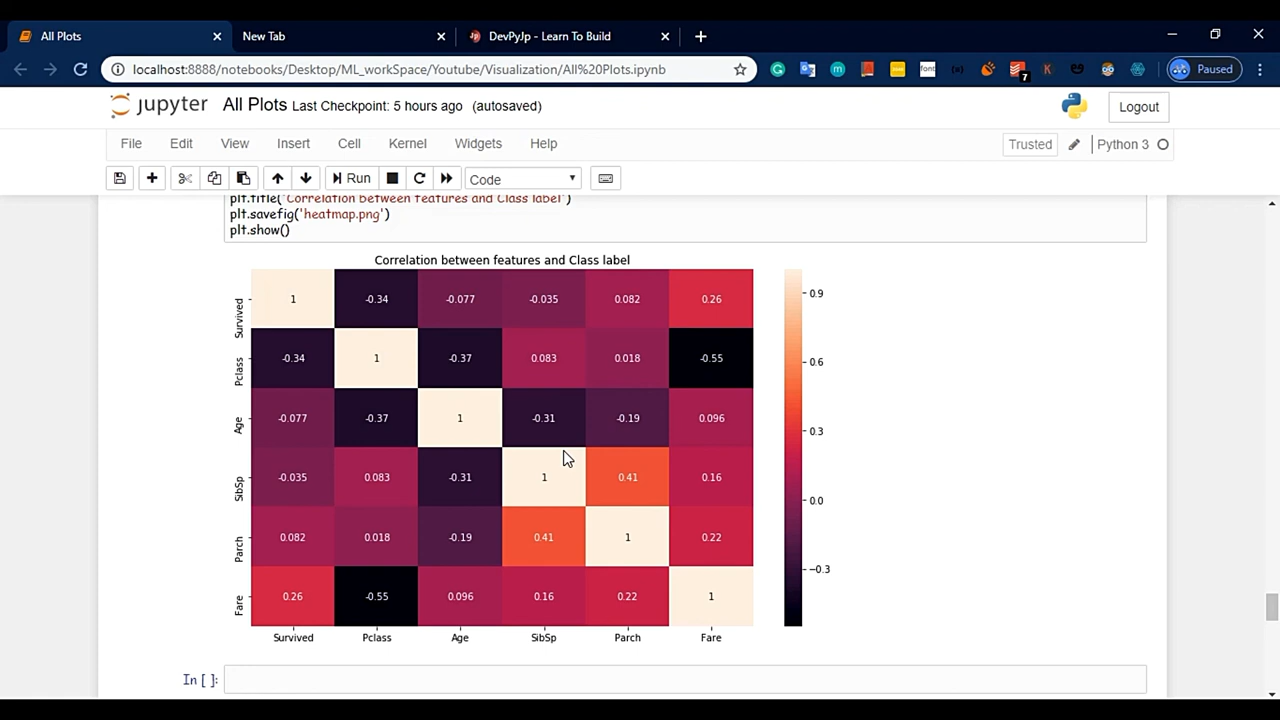 All Plots
New Tab
DevPyJp - Learn To Build
localhost:8888/notebooks/Desktop/ML_workSpace/Youtube/Visualization/All%20Plots.ipynb
7
Paused
jupyter All Plots Last Checkpoint: 5 hours ago (autosaved)
Logout
File Edit View Insert Cell Kernel Widgets Help
Trusted
Python 3
Run
Code
plt.title('Correlation between features and Class label')
plt.savefig('heatmap.png')
plt.show()
Correlation between features and Class label
Survived 1 -0.34 -0.077 -0.035 0.082 0.26
Pclass -0.34 1 -0.37 0.083 0.018 -0.55
Age -0.077 -0.37 1 -0.31 -0.19 0.096
SibSp -0.035 0.083 -0.31 1 0.41 0.16
Parch 0.082 0.018 -0.19 0.41 1 0.22
Fare 0.26 -0.55 0.096 0.16 0.22 1
Survived Pclass Age SibSp Parch Fare
0.9
0.6
0.3
0.0
−0.3
In [ ]: